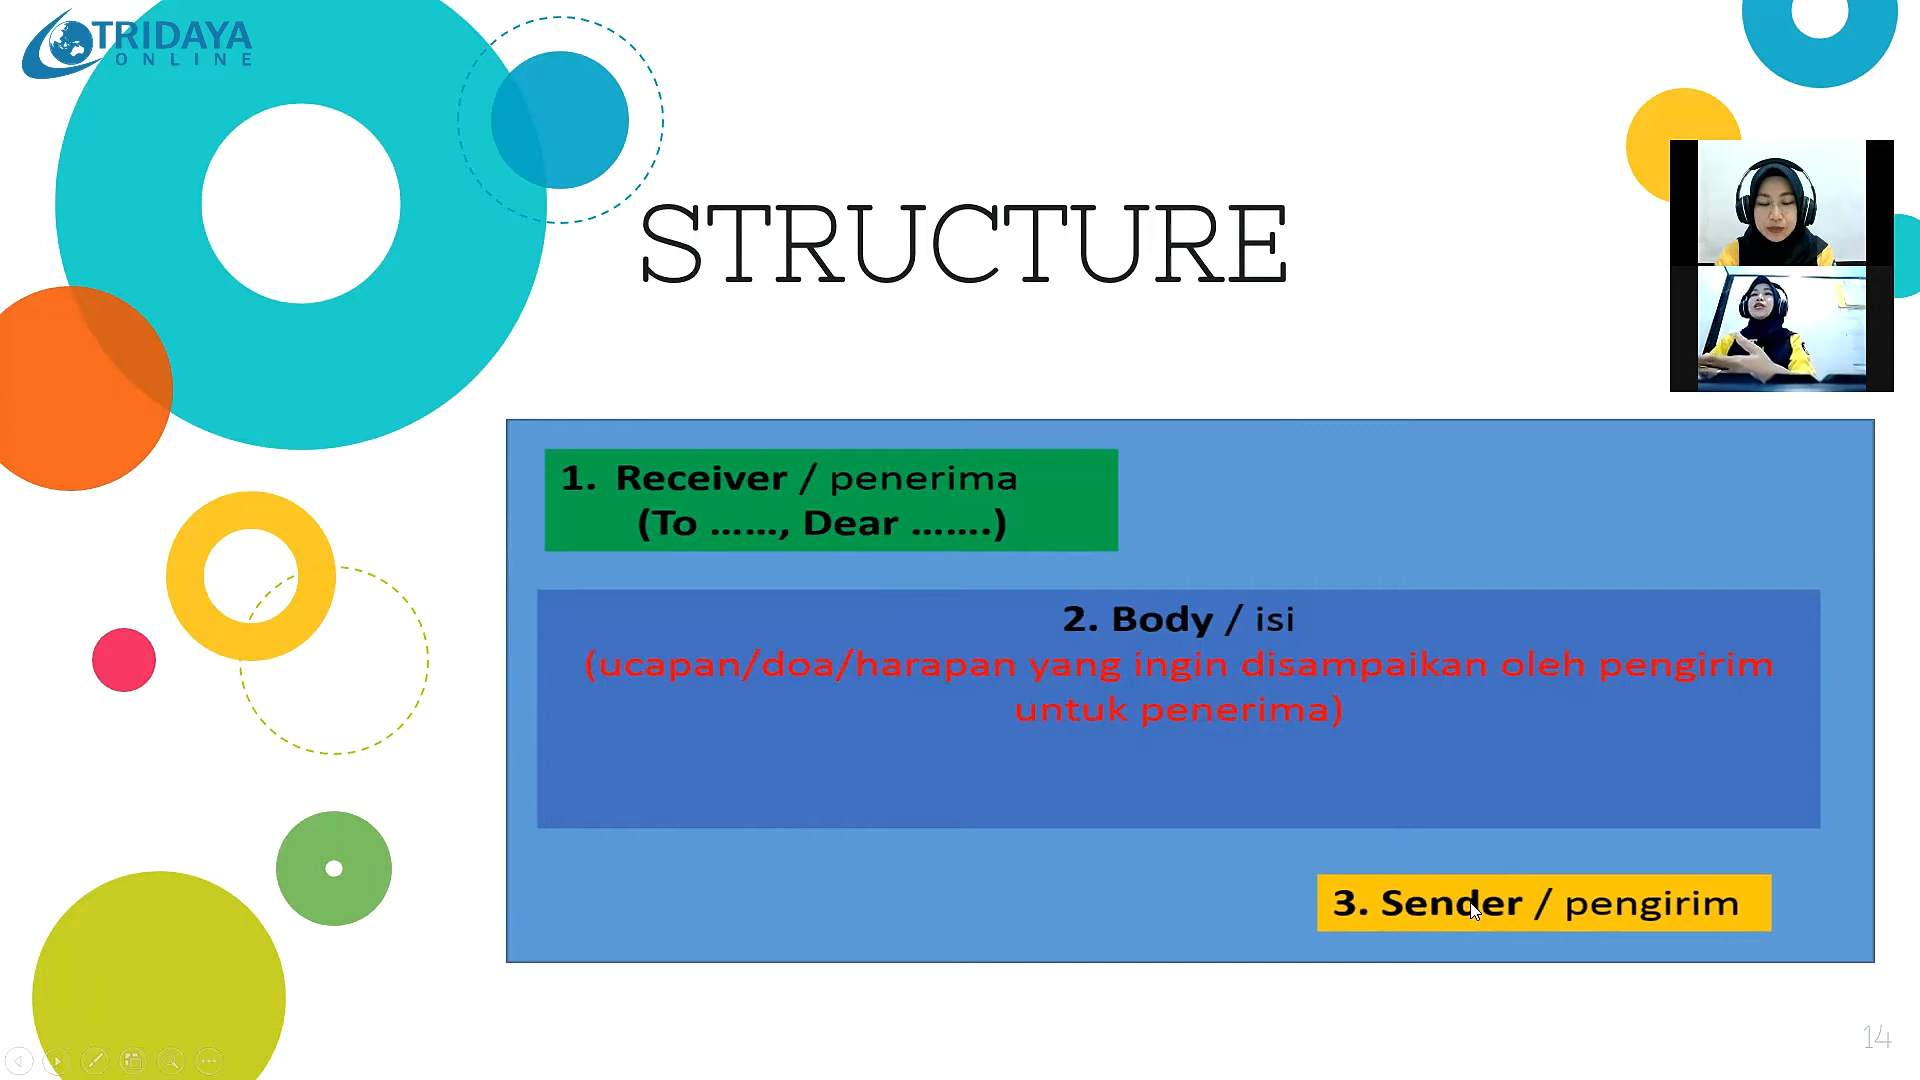 TRIDAYA
ONLINE
STRUCTURE
1. Receiver / penerima
(To ......, Dear .......)
2. Body / isi
(ucapan/doa/harapan yang ingin disampaikan oleh pengirim
untuk penerima)
3. Sender / pengirim
14